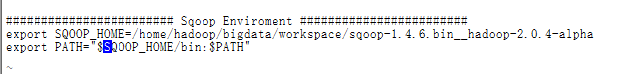 ######################## Sqoop Enviroment ########################
export SQOOP_HOME=/home/hadoop/bigdata/workspace/sqoop-1.4.6.bin__hadoop-2.0.4-alpha
export PATH="$SQOOP_HOME/bin:$PATH"
~